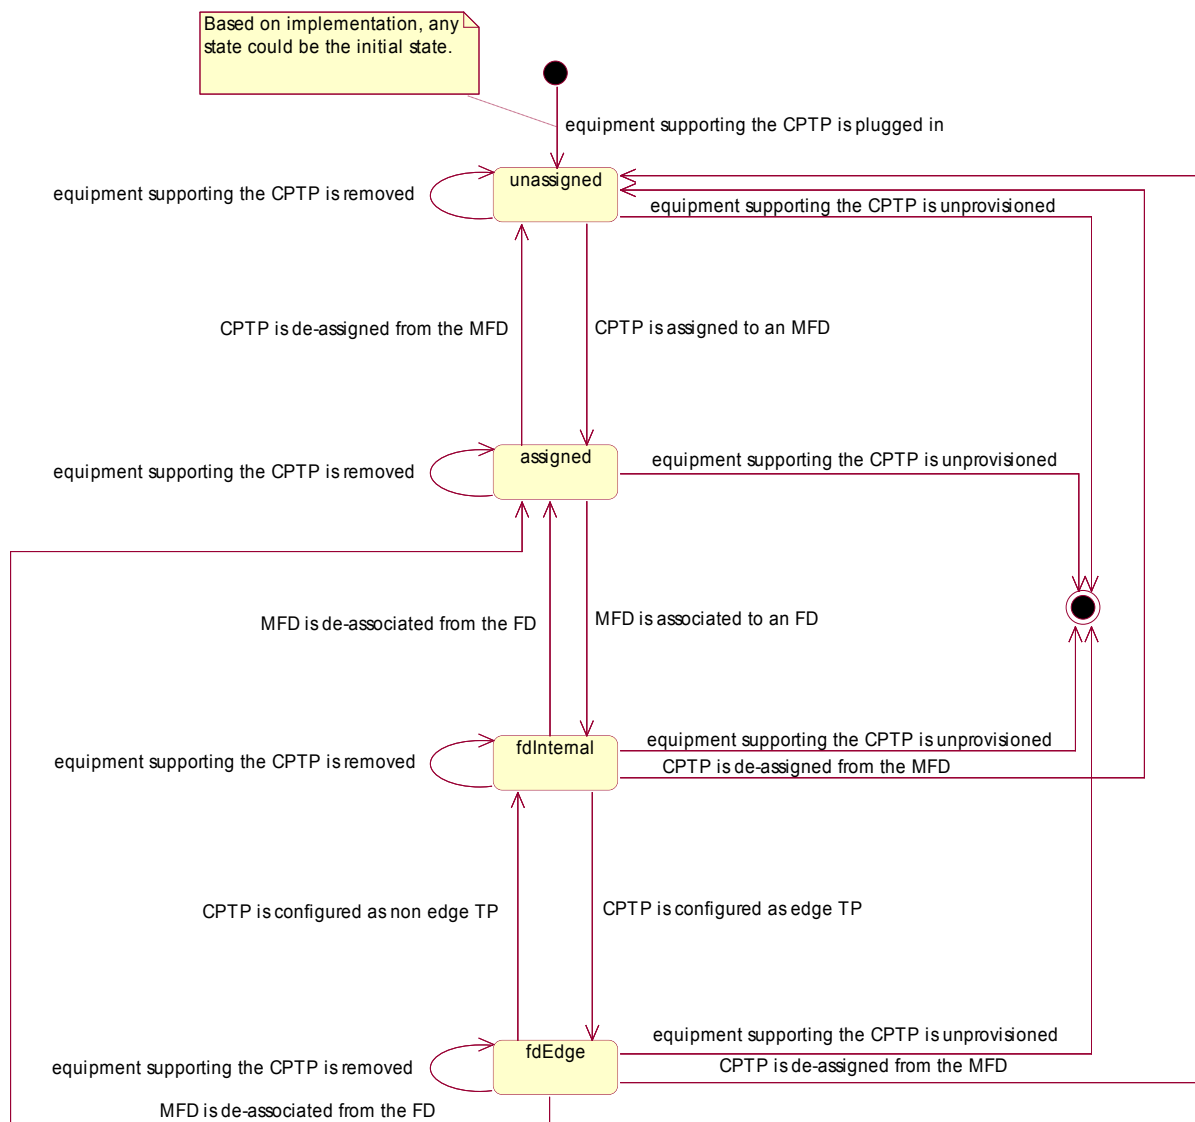 Based on implementation, any
state could be the initial state.
equipment supporting the CPTP is plugged in
unassigned
equipment supporting the CPTP is removed
equipment supporting the CPTP is unprovisioned
CPTP is de-assigned from the MFD
CPTP is assigned to an MFD
assigned
equipment supporting the CPTP is unprovisioned
equipment supporting the CPTP is removed
MFD is de-associated from the FD
MFD is associated to an FD
fdInternal
equipment supporting the CPTP is unprovisioned
equipment supporting the CPTP is removed
CPTP is de-assigned from the MFD
CPTP is configured as non edge TP
CPTP is configured as edge TP
equipment supporting the CPTP is unprovisioned
fdEdge
equipment supporting the CPTP is removed
CPTP is de-assigned from the MFD
MFD is de-associated from the FD